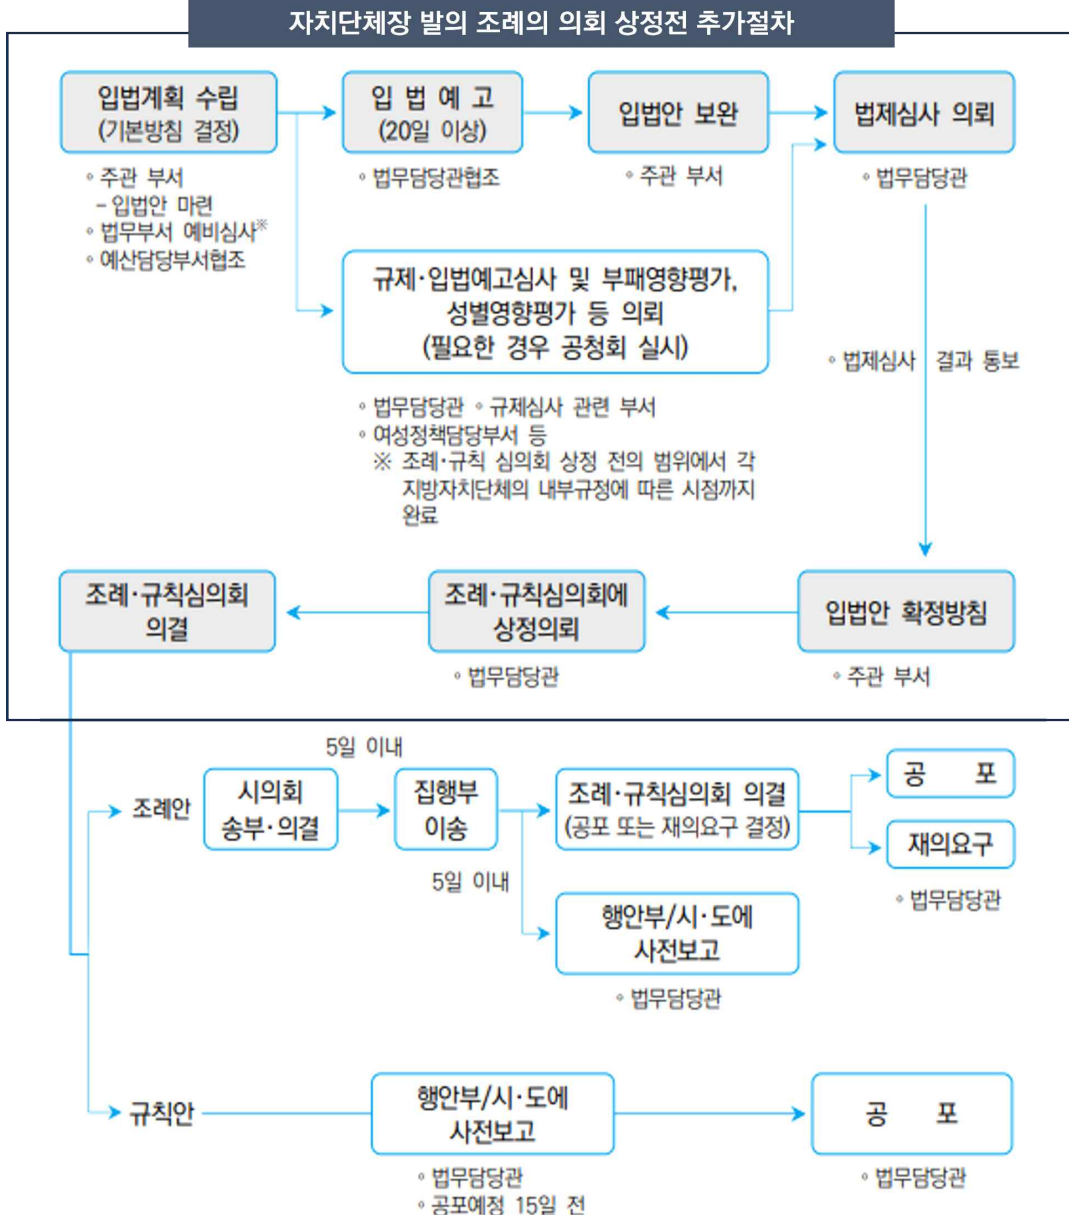 자치단체장 발의 조례의 의회 상정전 추가절차
입법계획 수립
(기본방침 결정)
◦ 주관 부서
- 입법안 마련
◦ 법무부서 예비심사※
◦ 예산담당부서협조
입 법 예 고
(20일 이상)
◦ 법무담당관협조
입법안 보완
◦ 주관 부서
법제심사 의뢰
◦ 법무담당관
규제·입법예고심사 및 부패영향평가,
성별영향평가 등 의뢰
(필요한 경우 공청회 실시)
◦ 법무담당관 ◦ 규제심사 관련 부서
◦ 여성정책담당부서 등
※ 조례·규칙 심의회 상정 전의 범위에서 각
지방자치단체의 내부규정에 따른 시점까지
완료
◦ 법제심사 결과 통보
조례·규칙심의회
의결
조례·규칙심의회에
상정의뢰
◦ 법무담당관
입법안 확정방침
◦ 주관 부서
조례안
시의회
송부·의결
5일 이내
집행부
이송
5일 이내
조례·규칙심의회 의결
(공포 또는 재의요구 결정)
공 포
재의요구
◦ 법무담당관
행안부/시·도에
사전보고
◦ 법무담당관
규칙안
행안부/시·도에
사전보고
◦ 법무담당관
◦ 공포예정 15일 전
공 포
◦ 법무담당관